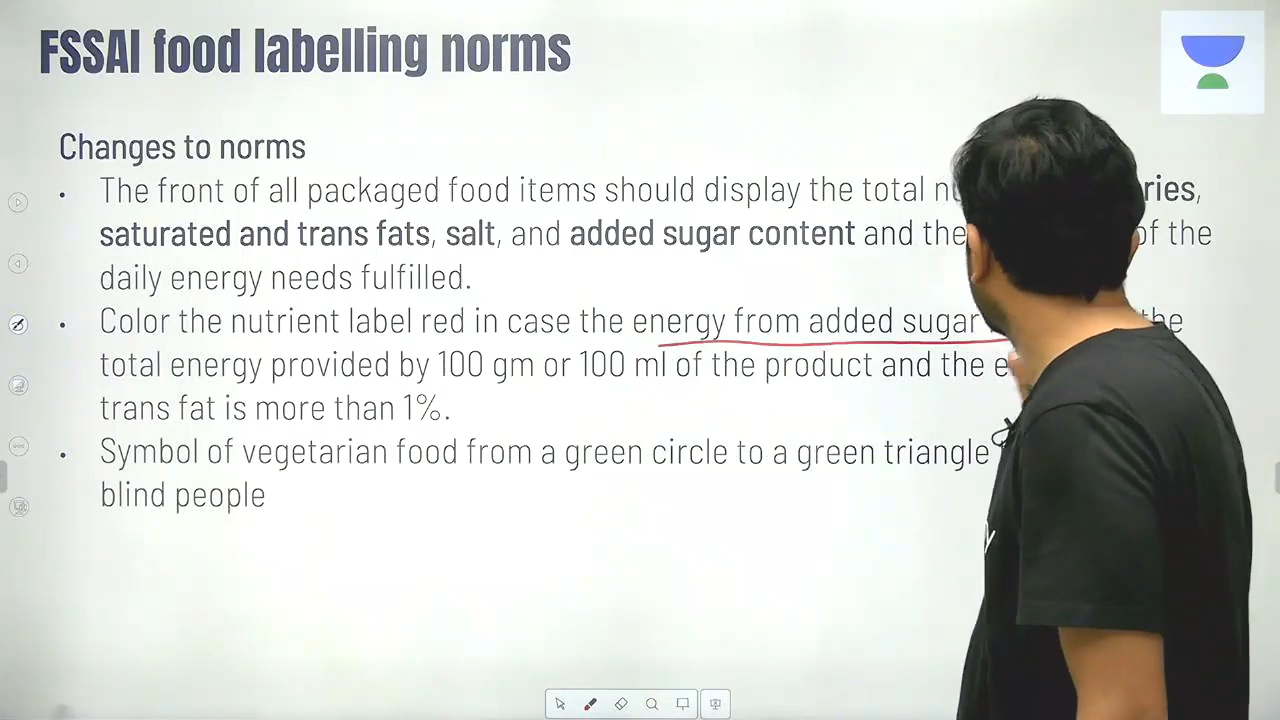 FSSAI food labelling norms
Changes to norms
• The front of all packaged food items should display the total
saturated and trans fats, salt, and added sugar content and the of the
daily energy needs fulfilled.
• Color the nutrient label red in case the energy from added sugar the
total energy provided by 100 gm or 100 ml of the product and the
trans fat is more than 1%.
• Symbol of vegetarian food from a green circle to a green triangle
blind people